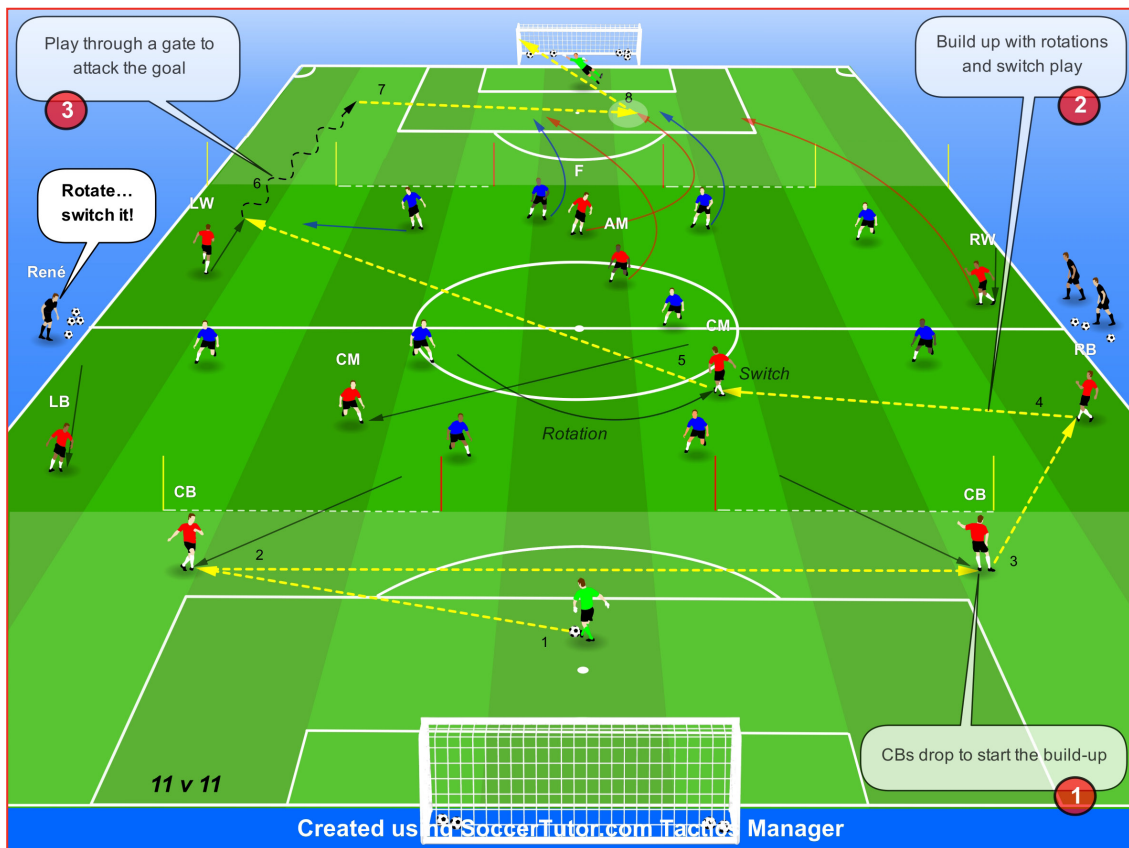 Play through a gate to
attack the goal
3
Build up with rotations
and switch play
2
7
8
6
F
Rotate…
switch it!
LW
AM
RW
René
CM
RB
CM
5
Switch
4
LB
Rotation
CB
CB
2
3
1
CBs drop to start the build-up
1
11 v 11
Created using SoccerTutor.com Tactics Manager